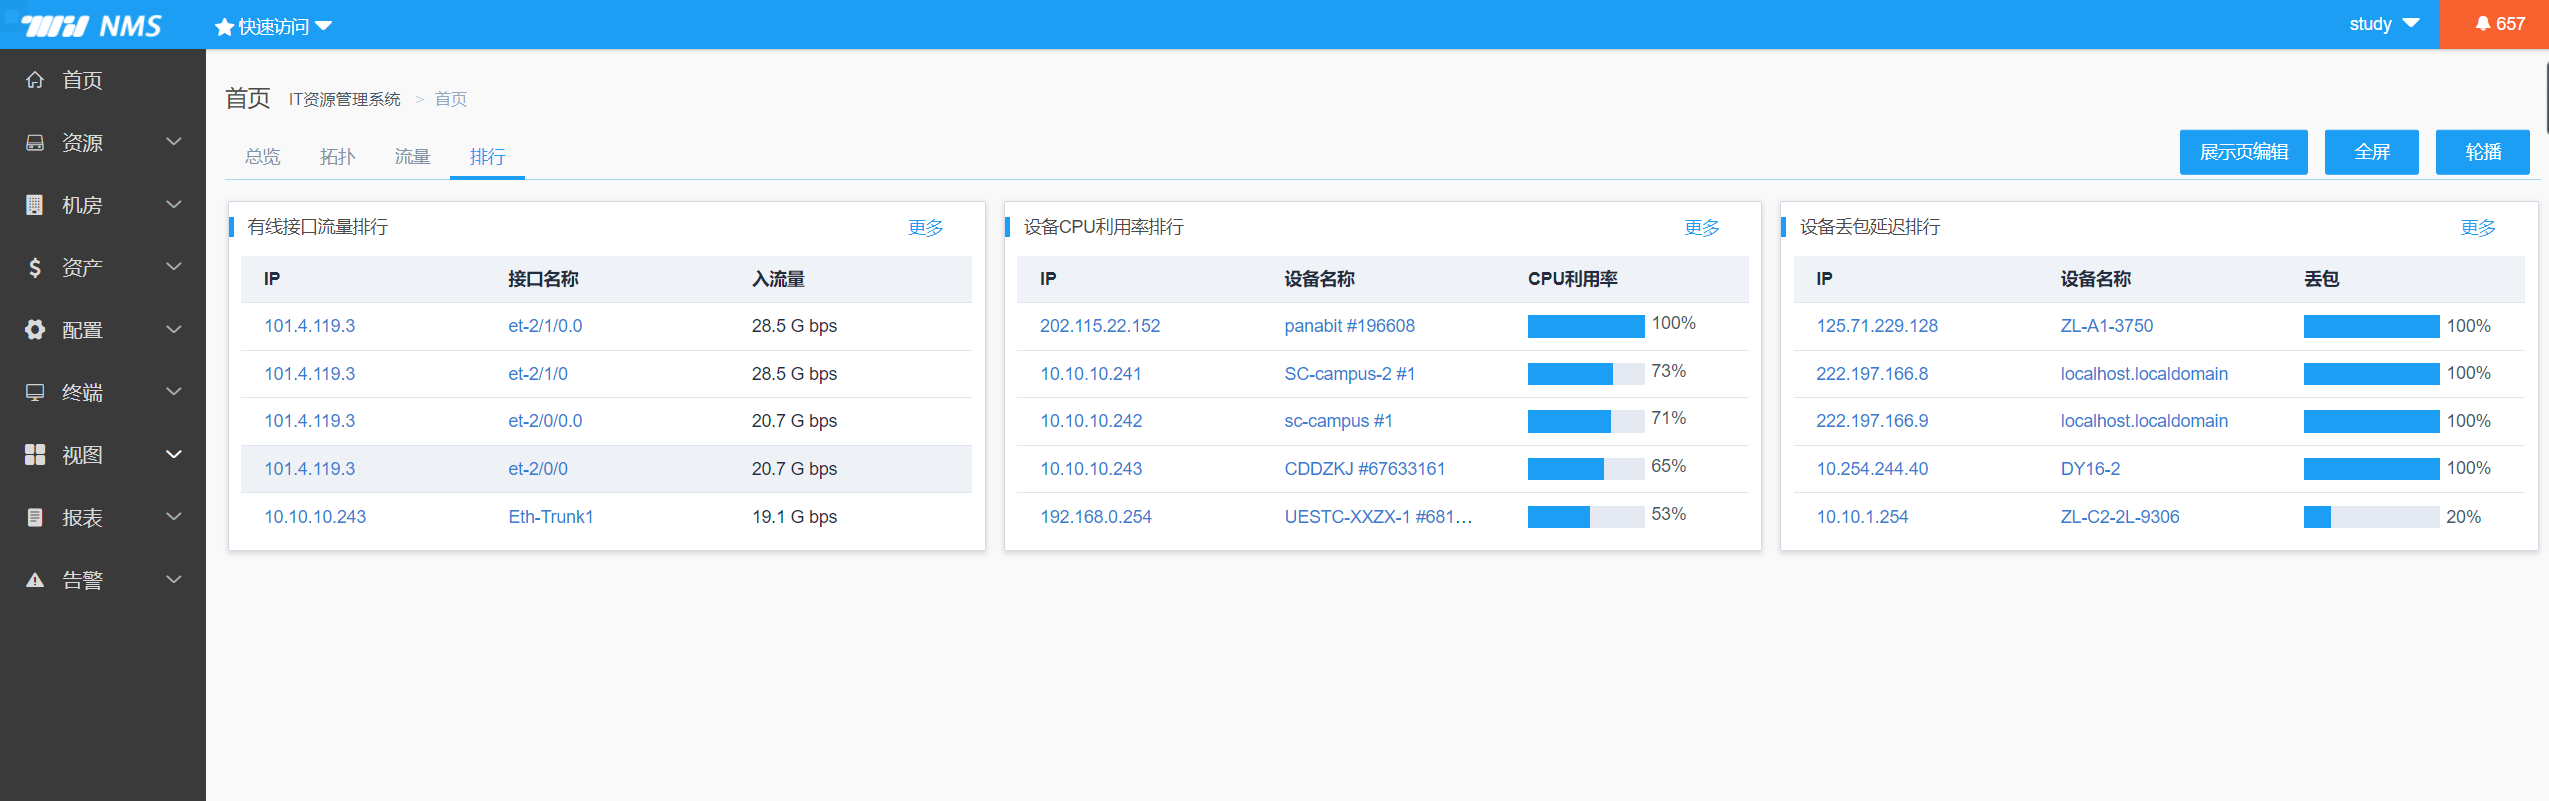 NMS 快速访问 study 657
首页
资源
机房
资产
配置
终端
视图
报表
告警
首页 IT资源管理系统 > 首页
总览 拓扑 流量 排行 展示页编辑 全屏 轮播
有线接口流量排行 更多
IP 接口名称 入流量
101.4.119.3 et-2/1/0.0 28.5 G bps
101.4.119.3 et-2/1/0 28.5 G bps
101.4.119.3 et-2/0/0.0 20.7 G bps
101.4.119.3 et-2/0/0 20.7 G bps
10.10.10.243 Eth-Trunk1 19.1 G bps
设备CPU利用率排行 更多
IP 设备名称 CPU利用率
202.115.22.152 panabit #196608 100%
10.10.10.241 SC-campus-2 #1 73%
10.10.10.242 sc-campus #1 71%
10.10.10.243 CDDZKJ #67633161 65%
192.168.0.254 UESTC-XXZX-1 #681... 53%
设备丢包延迟排行 更多
IP 设备名称 丢包
125.71.229.128 ZL-A1-3750 100%
222.197.166.8 localhost.localdomain 100%
222.197.166.9 localhost.localdomain 100%
10.254.244.40 DY16-2 100%
10.10.1.254 ZL-C2-2L-9306 20%